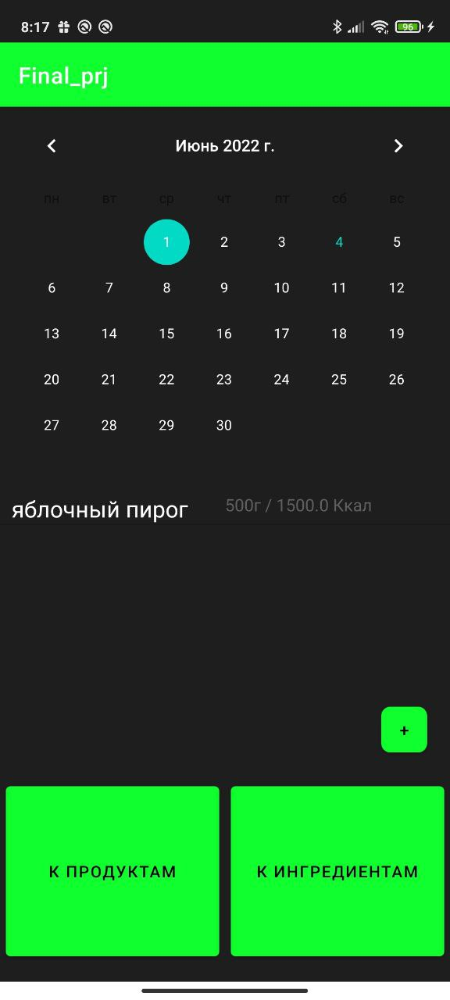 8:17
96
Final_prj
Июнь 2022 г.
пн вт ср чт пт сб вс
1 2 3 4 5
6 7 8 9 10 11 12
13 14 15 16 17 18 19
20 21 22 23 24 25 26
27 28 29 30
яблочный пирог 500г / 1500.0 Ккал
+
К ПРОДУКТАМ К ИНГРЕДИЕНТАМ